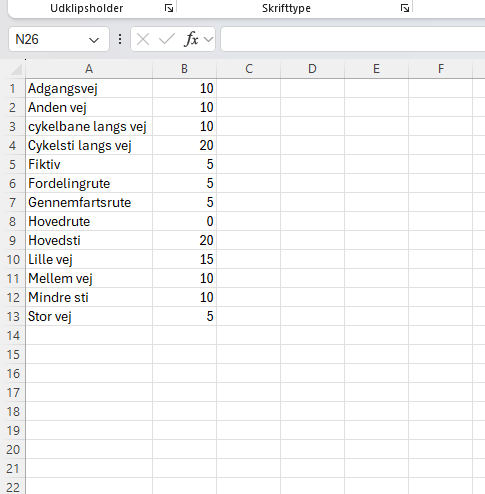 Udklipsholder Skrifttype
N26 fx
A B C D E F
1 Adgangsvej 10
2 Anden vej 10
3 cykelbane langs vej 10
4 Cykelsti langs vej 20
5 Fiktiv 5
6 Fordelingrute 5
7 Gennemfartsrute 5
8 Hovedrute 0
9 Hovedsti 20
10 Lille vej 15
11 Mellem vej 10
12 Mindre sti 10
13 Stor vej 5
14
15
16
17
18
19
20
21
22